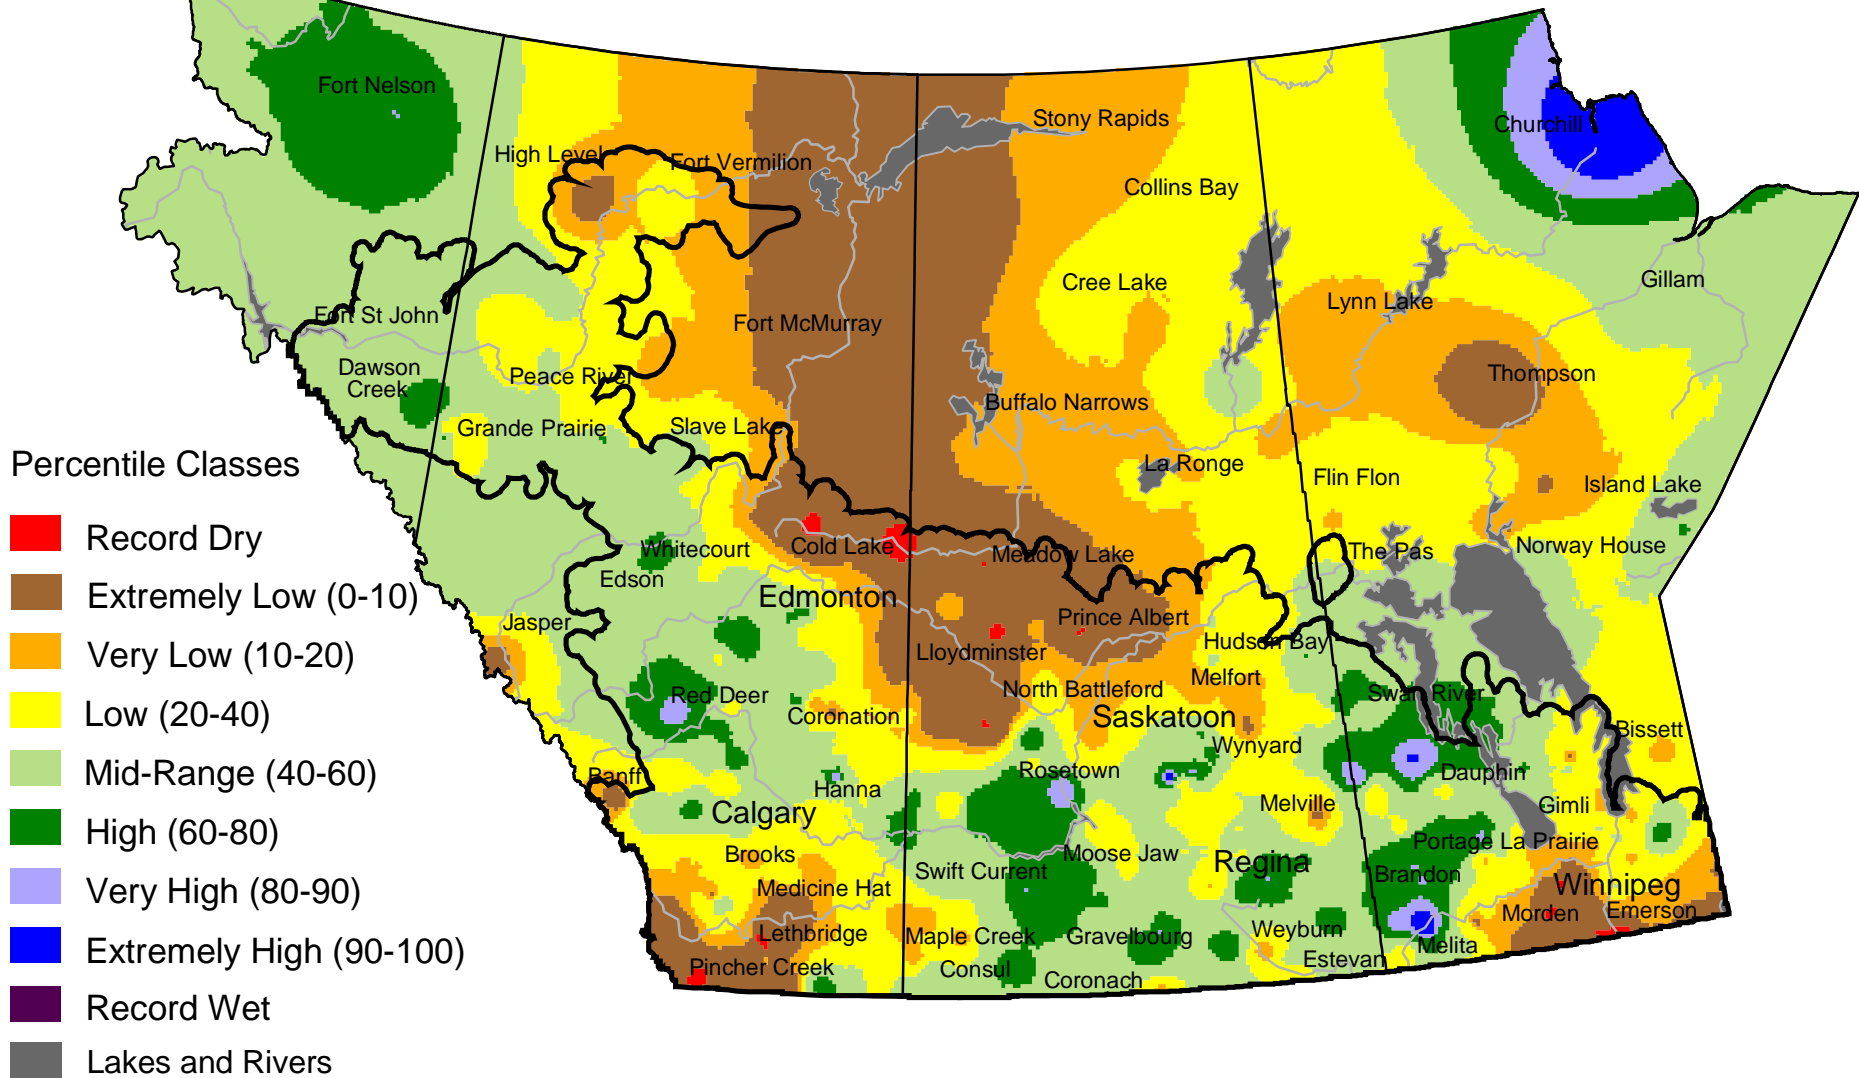 Fort Nelson
Stony Rapids
Churchill
High Level
Fort Vermilion
Collins Bay
Cree Lake
Gillam
Lynn Lake
Fort St John
Fort McMurray
Dawson
Creek
Peace River
Thompson
Buffalo Narrows
Grande Prairie
Slave Lake
La Ronge
Flin Flon
Island Lake
Whitecourt
Cold Lake
Meadow Lake
The Pas
Norway House
Edson
Edmonton
Jasper
Prince Albert
Lloydminster
Hudson Bay
Melfort
Red Deer
North Battleford
Swan River
Coronation
Saskatoon
Bissett
Wynyard
Banff
Hanna
Rosetown
Dauphin
Calgary
Melville
Gimli
Brooks
Moose Jaw
Portage La Prairie
Regina
Swift Current
Brandon
Medicine Hat
Winnipeg
Morden
Emerson
Lethbridge
Maple Creek
Gravelbourg
Weyburn
Melita
Pincher Creek
Consul
Coronach
Estevan
Percentile Classes
Record Dry
Extremely Low (0-10)
Very Low (10-20)
Low (20-40)
Mid-Range (40-60)
High (60-80)
Very High (80-90)
Extremely High (90-100)
Record Wet
Lakes and Rivers